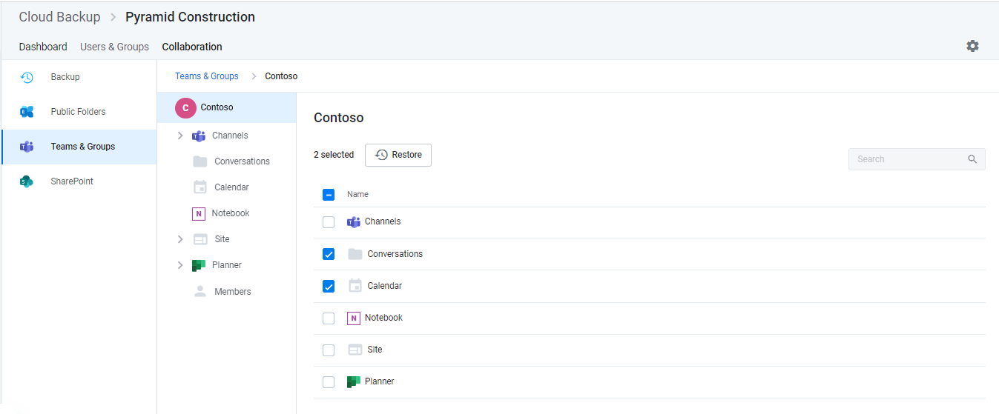 Cloud Backup > Pyramid Construction
Dashboard Users & Groups Collaboration
Backup
Public Folders
Teams & Groups
SharePoint
Teams & Groups > Contoso
C Contoso
Channels
Conversations
Calendar
N Notebook
Site
Planner
Members
Contoso
2 selected Restore
Search
Name
Channels
Conversations
Calendar
N Notebook
Site
Planner